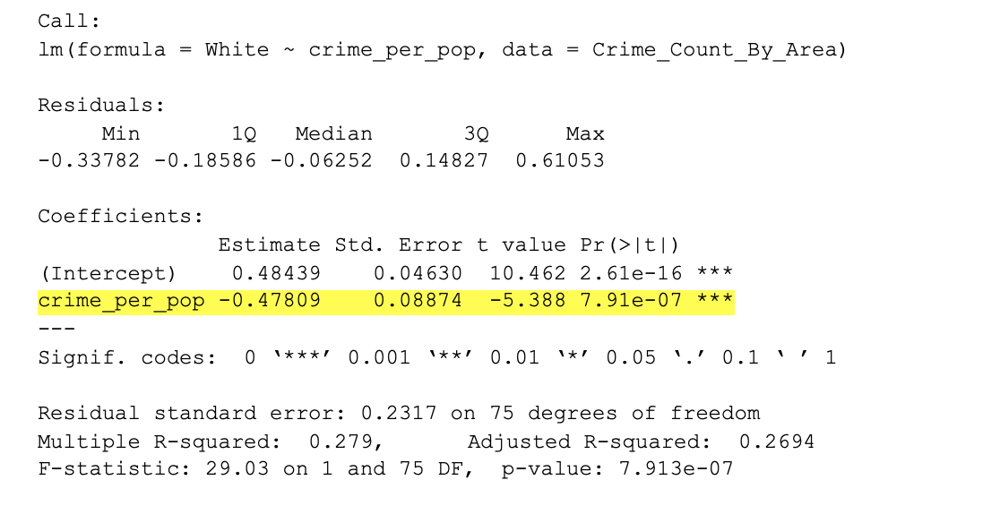 Call:
lm(formula = White ~ crime_per_pop, data = Crime_Count_By_Area)
Residuals:
Min 1Q Median 3Q Max
-0.33782 -0.18586 -0.06252 0.14827 0.61053
Coefficients:
Estimate Std. Error t value Pr(>|t|)
(Intercept) 0.48439 0.04630 10.462 2.61e-16 ***
crime_per_pop -0.47809 0.08874 -5.388 7.91e-07 ***
---
Signif. codes: 0 ‘***’ 0.001 ‘**’ 0.01 ‘*’ 0.05 ‘.’ 0.1 ‘ ’ 1
Residual standard error: 0.2317 on 75 degrees of freedom
Multiple R-squared: 0.279, Adjusted R-squared: 0.2694
F-statistic: 29.03 on 1 and 75 DF, p-value: 7.913e-07